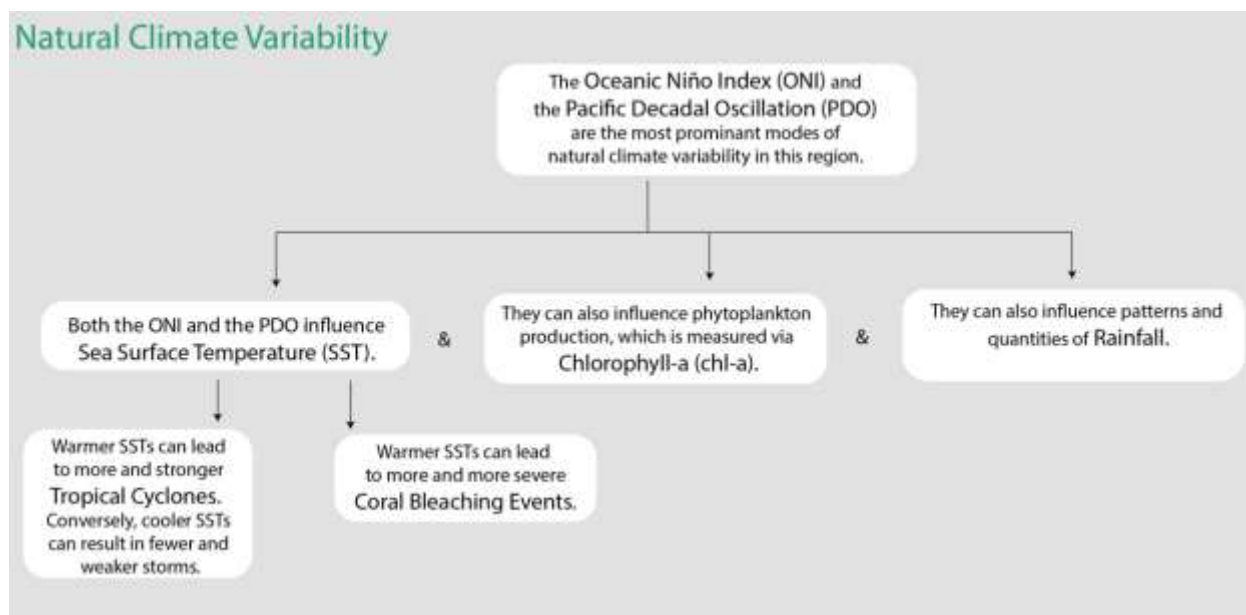 Natural Climate Variability
The Oceanic Niño Index (ONI) and
the Pacific Decadal Oscillation (PDO)
are the most prominant modes of
natural climate variability in this region.
Both the ONI and the PDO influence
Sea Surface Temperature (SST).
&
They can also influence phytoplankton
production, which is measured via
Chlorophyll-a (chl-a).
&
They can also influence patterns and
quantities of Rainfall.
Warmer SSTs can lead
to more and stronger
Tropical Cyclones.
Conversely, cooler SSTs
can result in fewer and
weaker storms.
Warmer SSTs can lead
to more and more severe
Coral Bleaching Events.